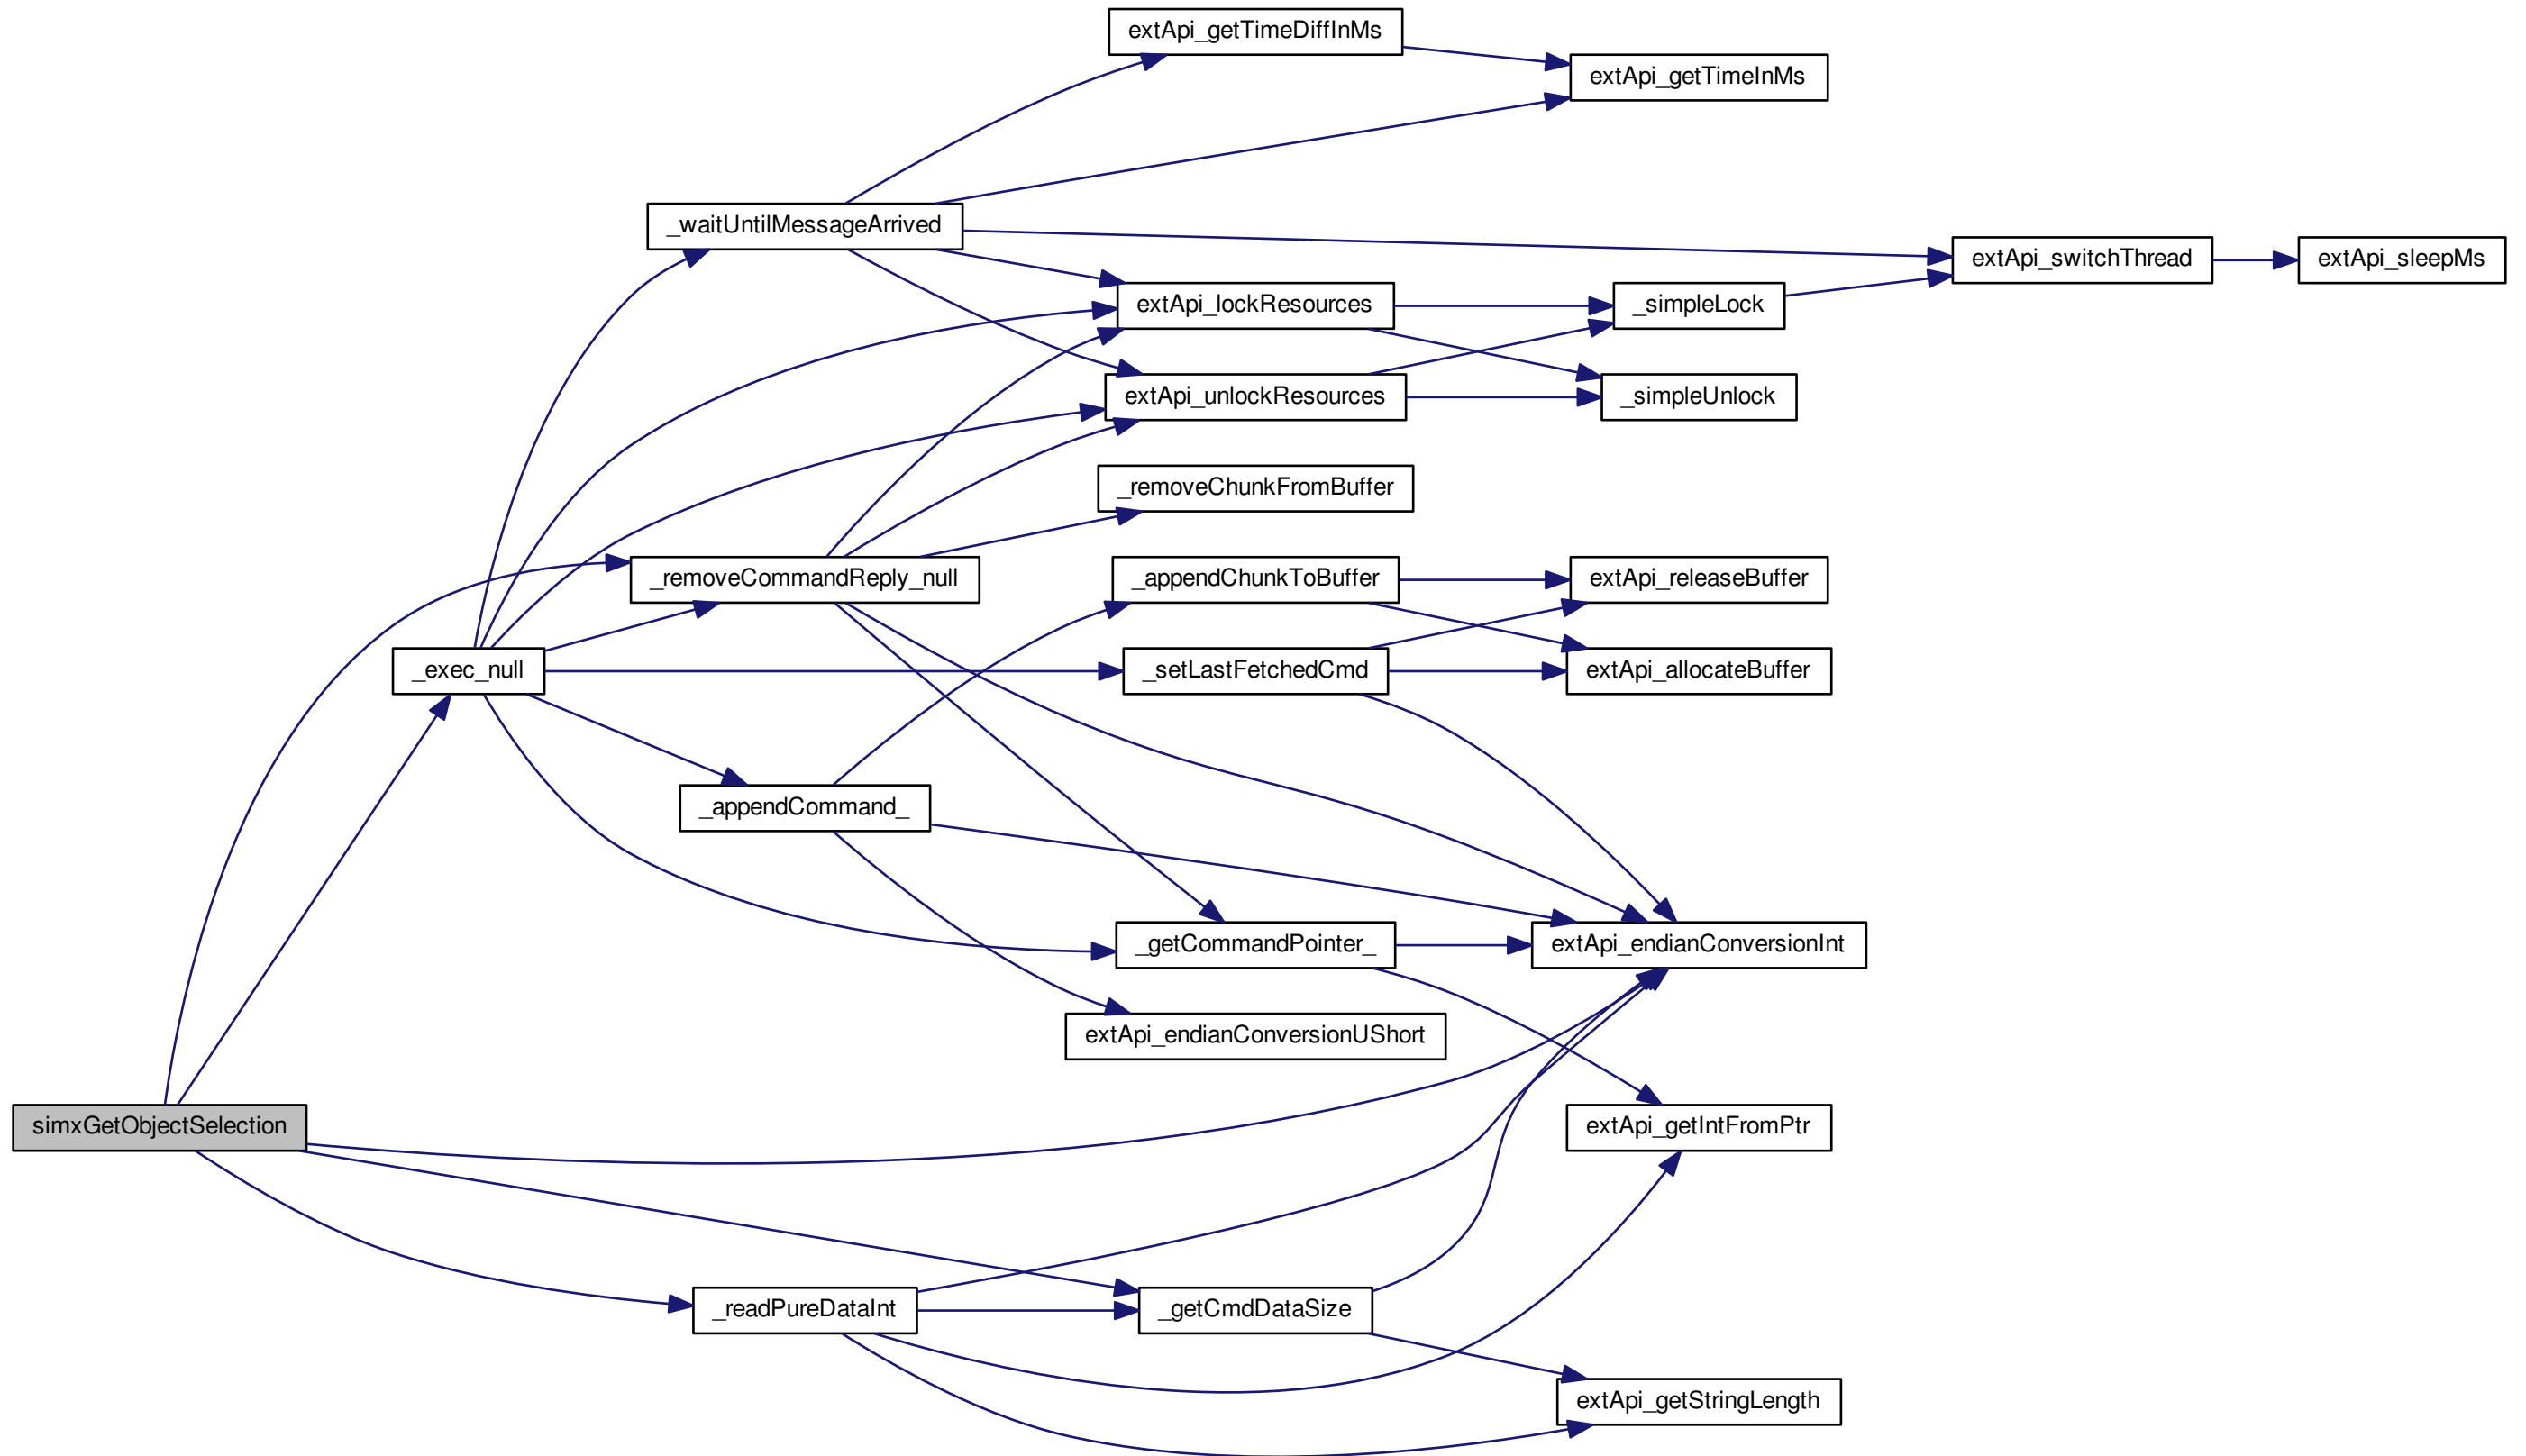 extApi_getTimeDiffInMs
extApi_getTimeInMs
_waitUntilMessageArrived
extApi_switchThread
extApi_sleepMs
extApi_lockResources
_simpleLock
extApi_unlockResources
_simpleUnlock
_removeChunkFromBuffer
_removeCommandReply_null
_appendChunkToBuffer
extApi_releaseBuffer
_exec_null
_setLastFetchedCmd
extApi_allocateBuffer
_appendCommand_
_getCommandPointer_
extApi_endianConversionInt
extApi_endianConversionUShort
simxGetObjectSelection
extApi_getIntFromPtr
_readPureDataInt
_getCmdDataSize
extApi_getStringLength